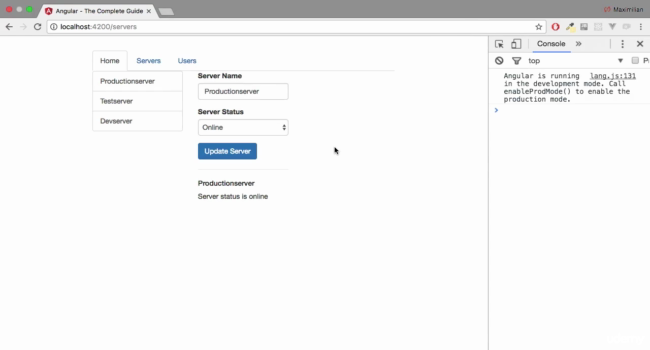 Angular - The Complete Guide
Maximilian
localhost:4200/servers
Home Servers Users
Productionserver
Testserver
Devserver
Server Name
Productionserver
Server Status
Online
Update Server
Productionserver
Server status is online
Console »
top
Angular is running lang.js:131
in the development mode. Call
enableProdMode() to enable the
production mode.
>